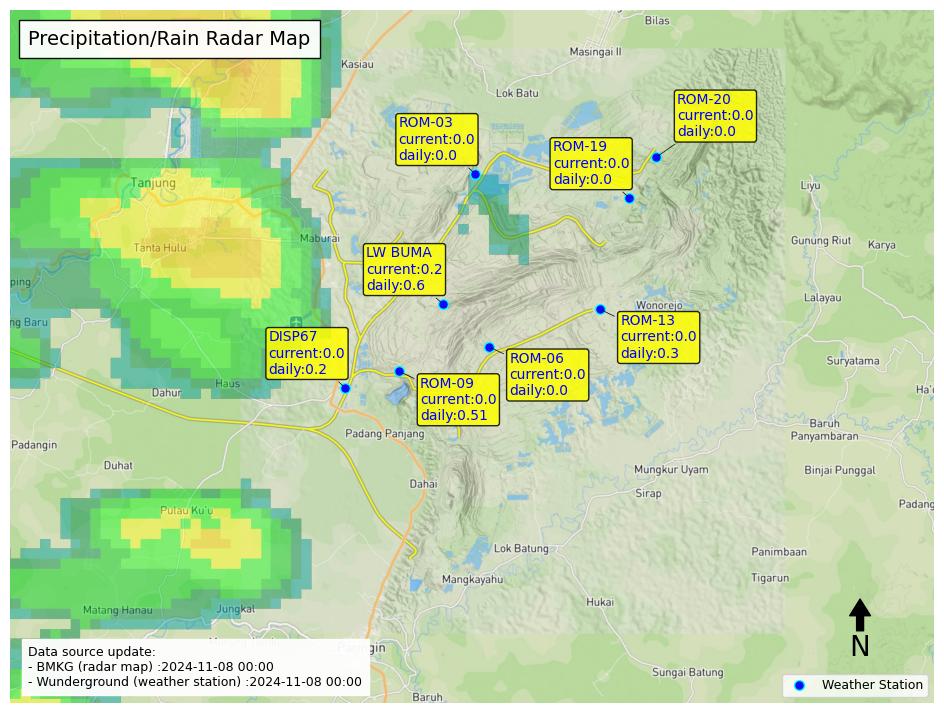 Precipitation/Rain Radar Map
Bilas
Masingai II
Kasiau
Lok Batu
ROM-20
current:0.0
daily:0.0
ROM-03
current:0.0
daily:0.0
ROM-19
current:0.0
daily:0.0
Tanjung
Liyu
Maburai
Tanta Hulu
Gunung Riut
Karya
LW BUMA
current:0.2
daily:0.6
ping
Lalayau
Wonorejo
ng Baru
ROM-13
current:0.0
daily:0.3
DISP67
current:0.0
daily:0.2
ROM-06
current:0.0
daily:0.0
Suryatama
ROM-09
current:0.0
daily:0.51
Haus
Dahur
Ha'
Baruh
Panyambaran
Padang Panjang
Padangin
Duhat
Mungkur Uyam
Binjai Punggal
Dahai
Sirap
Padang
Pulau Ku'u
Lok Batung
Panimbaan
Mangkayahu
Tigarun
Matang Hanau
Jungkal
Hukai
N
Data source update:
- BMKG (radar map) :2024-11-08 00:00
- Wunderground (weather station) :2024-11-08 00:00
Sungai Batung
Baruh
Weather Station